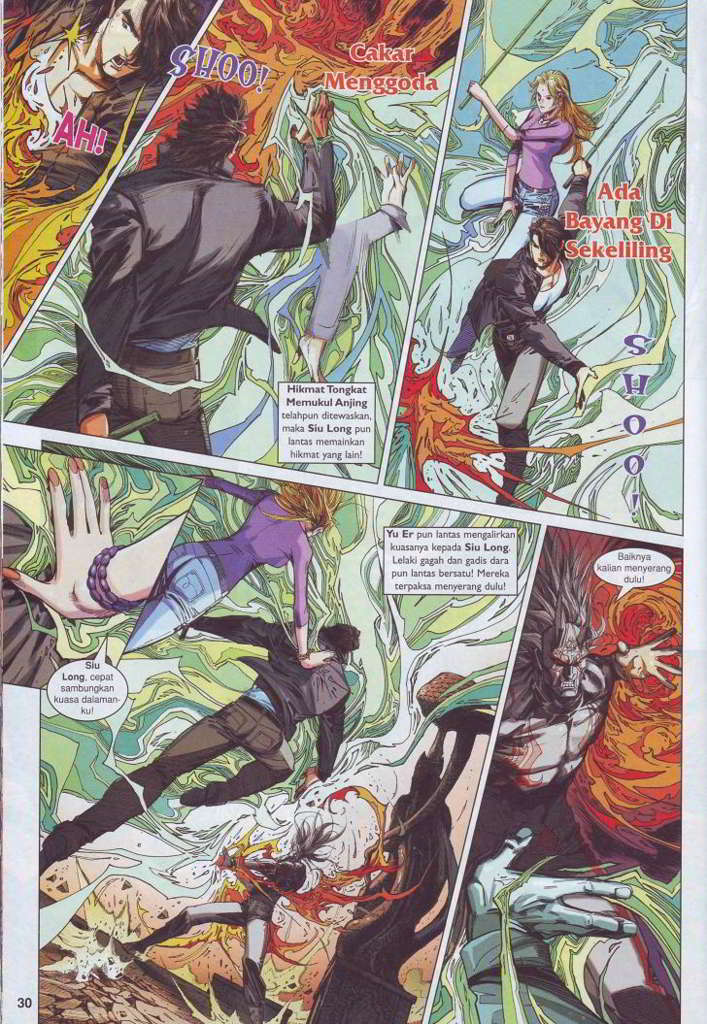 AH!
SHOO!
Cakar
Menggoda
Hikmat Tongkat
Memukul Anjing
telahpun ditewaskan,
maka Siu Long pun
lantas memainkan
hikmat yang lain!
Ada
Bayang Di
Sekeliling
SHOO!
Siu
Long, cepat
sambungkan
kuasa dalaman-
ku!
Yu Er pun lantas mengalirkan
kuasanya kepada Siu Long.
Lelaki gagah dan gadis dara
pun lantas bersatu! Mereka
terpaksa menyerang dulu!
Baiknya
kalian menyerang
dulu!
30